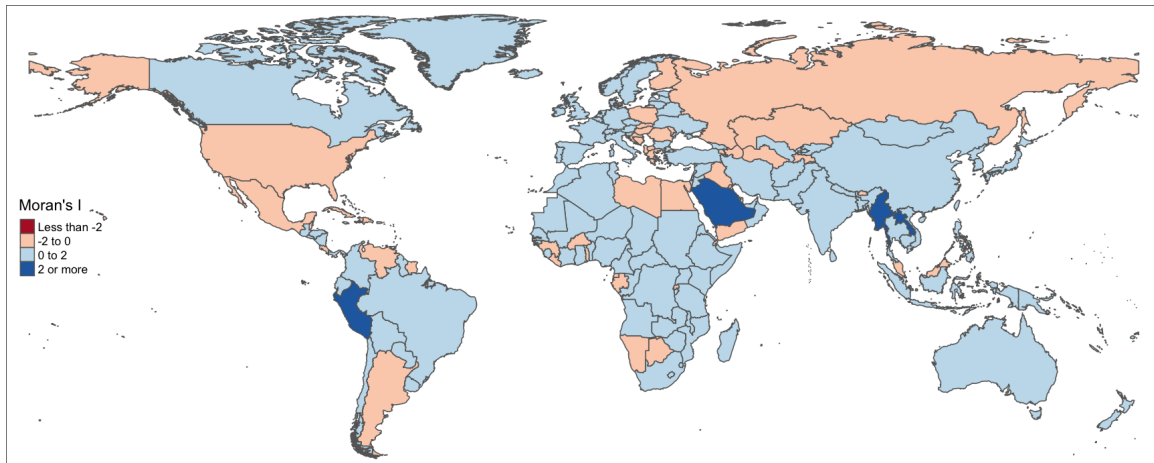 Moran's I
Less than -2
-2 to 0
0 to 2
2 or more